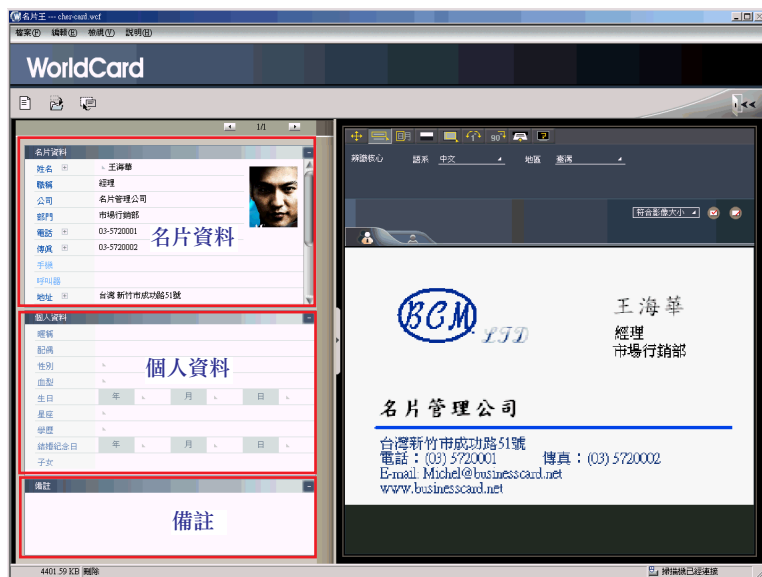 名片王 --- cher-card.wcf
檔案(F) 編輯(E) 檢視(V) 說明(H)
WorldCard
1/1
名片資料
姓名 王海華
職稱 經理
公司 名片管理公司
部門 市場行銷部
電話 03-5720001
傳真 03-5720002
手機
呼叫器
地址 台灣 新竹市成功路51號
名片資料
個人資料
暱稱
配偶
性別
血型
生日 年 月 日
星座
學歷
結婚紀念日 年 月 日
子女
個人資料
備註
備註
辨識核心 語系 中文 地區 臺灣
符合影像大小
BCM
LTD
王海華
經理
市場行銷部
名片管理公司
台灣新竹市成功路51號
電話：(03) 5720001 傳真：(03) 5720002
E-mail: Michel@businesscard.net
www.businesscard.net
4401.59 KB 刪除
掃描機已經連接